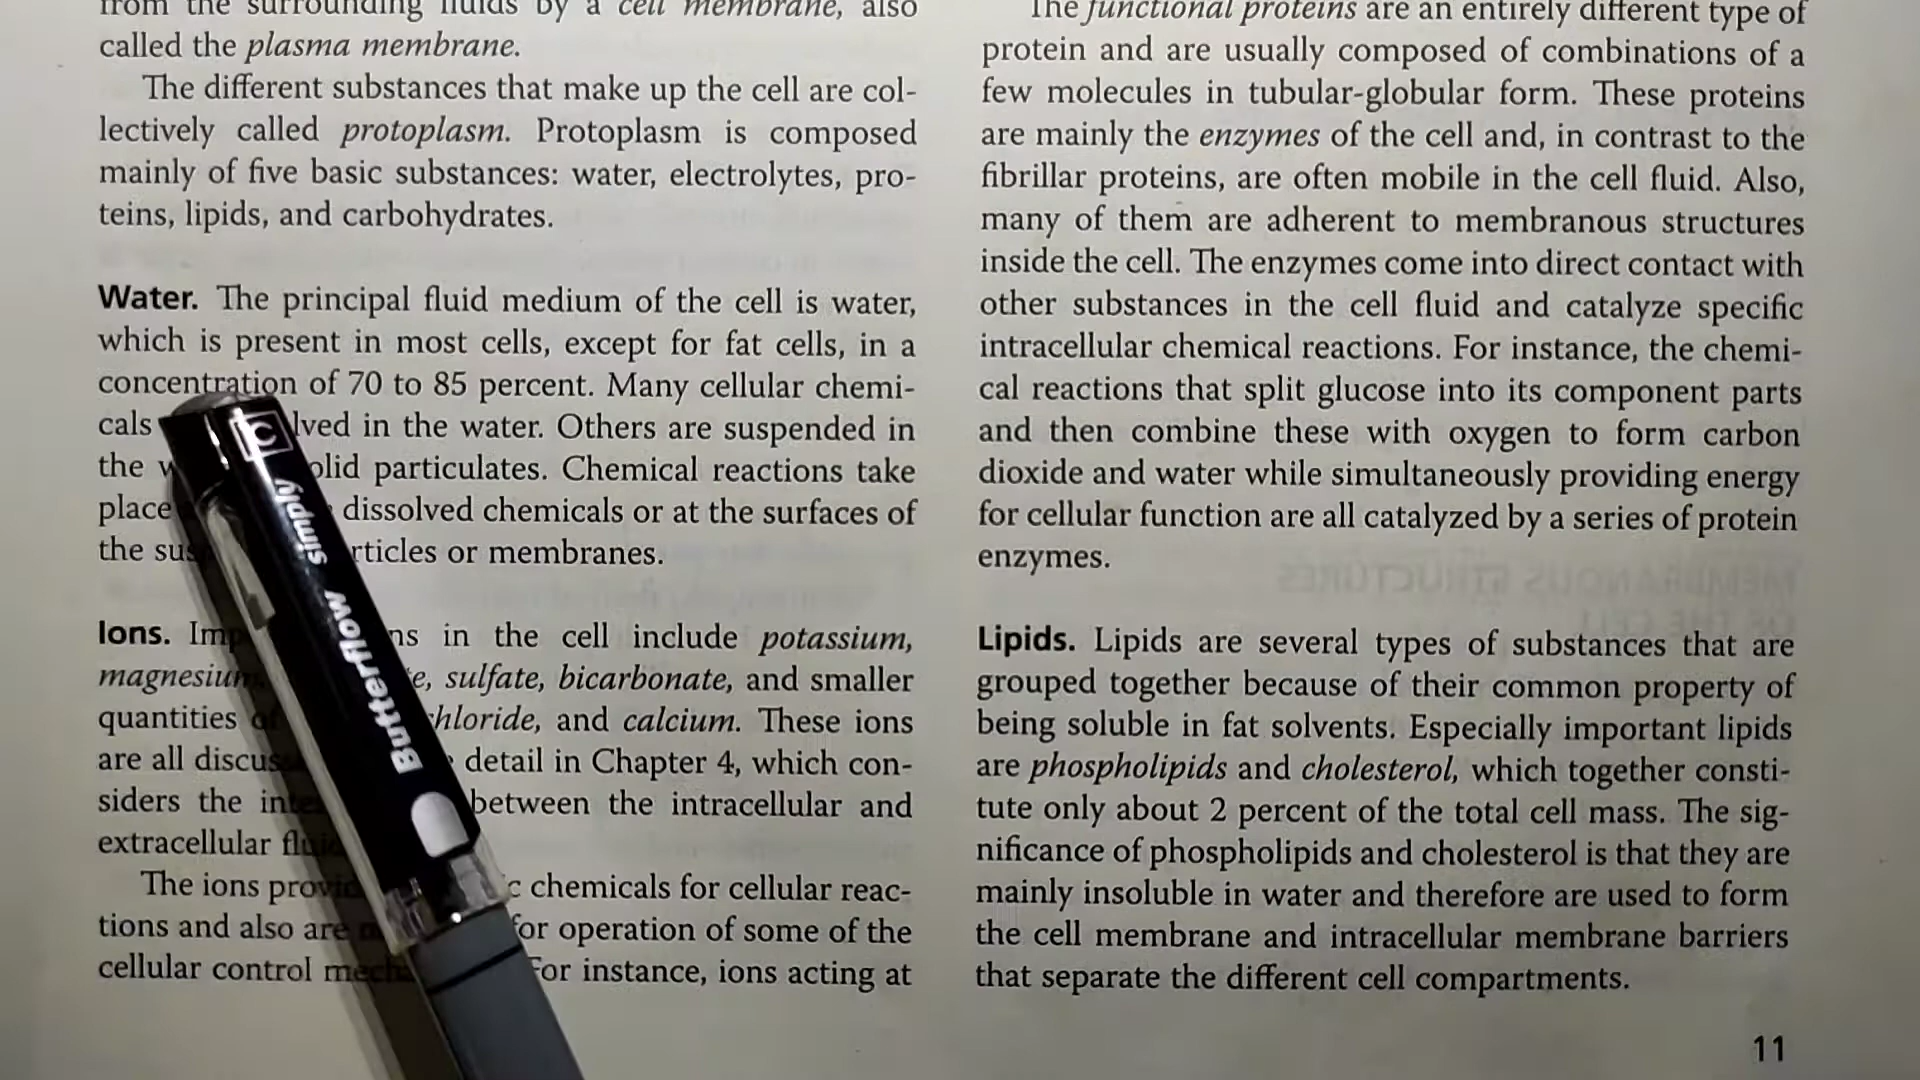 from the surrounding fluids by a cell membrane, also
called the plasma membrane.
The different substances that make up the cell are col-
lectively called protoplasm. Protoplasm is composed
mainly of five basic substances: water, electrolytes, pro-
teins, lipids, and carbohydrates.
Water. The principal fluid medium of the cell is water,
which is present in most cells, except for fat cells, in a
concentration of 70 to 85 percent. Many cellular chemi-
cals lved in the water. Others are suspended in
the olid particulates. Chemical reactions take
place dissolved chemicals or at the surfaces of
the sus rticles or membranes.
Ions. Imp ns in the cell include potassium,
magnesium, e, sulfate, bicarbonate, and smaller
quantities of chloride, and calcium. These ions
are all discus detail in Chapter 4, which con-
siders the inte between the intracellular and
extracellular fluid
The ions provid c chemicals for cellular reac-
tions and also are for operation of some of the
cellular control mecha For instance, ions acting at
simply
Butterflow
The functional proteins are an entirely different type of
protein and are usually composed of combinations of a
few molecules in tubular-globular form. These proteins
are mainly the enzymes of the cell and, in contrast to the
fibrillar proteins, are often mobile in the cell fluid. Also,
many of them are adherent to membranous structures
inside the cell. The enzymes come into direct contact with
other substances in the cell fluid and catalyze specific
intracellular chemical reactions. For instance, the chemi-
cal reactions that split glucose into its component parts
and then combine these with oxygen to form carbon
dioxide and water while simultaneously providing energy
for cellular function are all catalyzed by a series of protein
enzymes.
Lipids. Lipids are several types of substances that are
grouped together because of their common property of
being soluble in fat solvents. Especially important lipids
are phospholipids and cholesterol, which together consti-
tute only about 2 percent of the total cell mass. The sig-
nificance of phospholipids and cholesterol is that they are
mainly insoluble in water and therefore are used to form
the cell membrane and intracellular membrane barriers
that separate the different cell compartments.
11